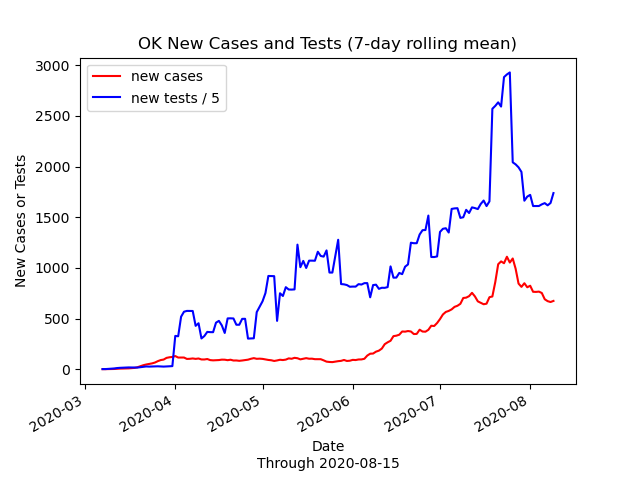 OK New Cases and Tests (7-day rolling mean)
new cases
new tests / 5
New Cases or Tests
3000
2500
2000
1500
1000
500
0
2020-03
2020-04
2020-05
2020-06
2020-07
2020-08
Date
Through 2020-08-15